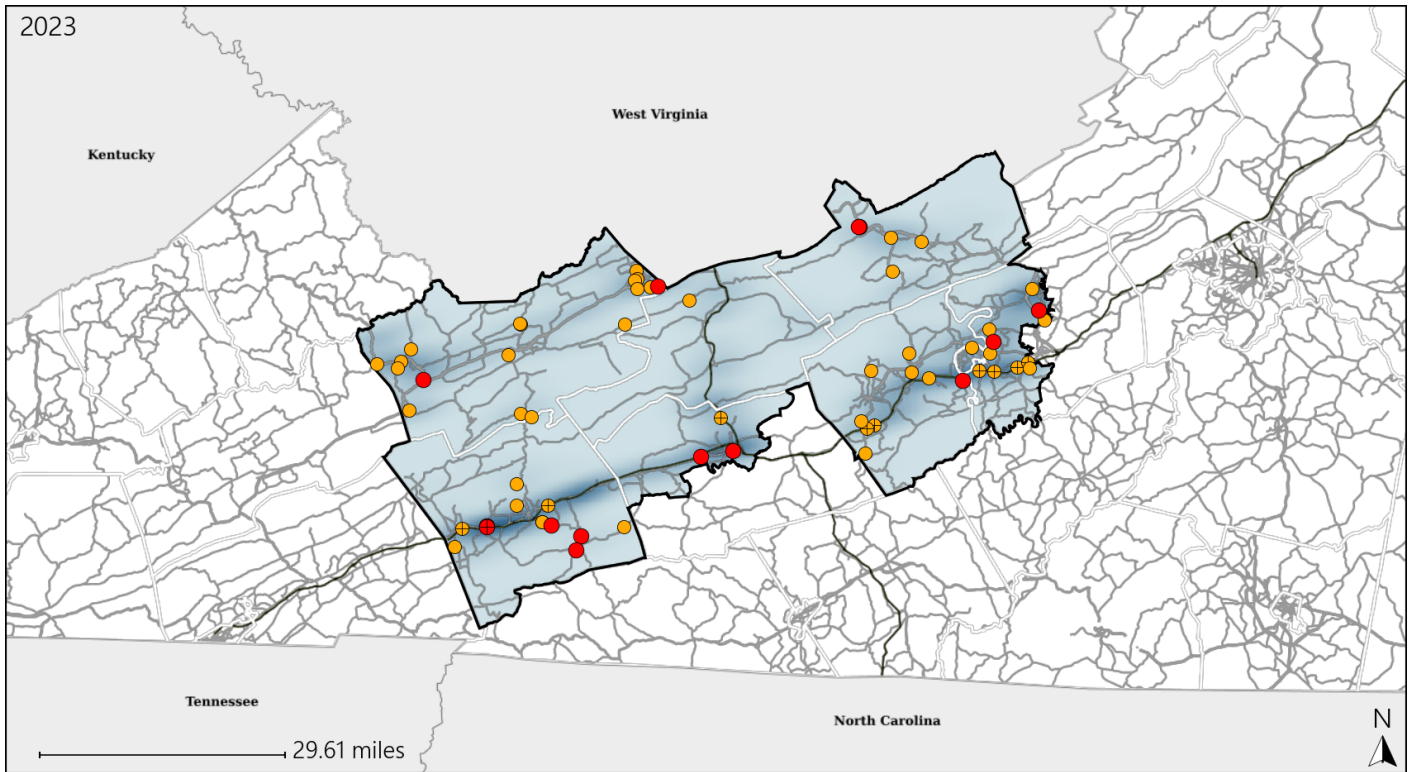 2023
West Virginia
Kentucky
Tennessee
North Carolina
N
29.61 miles